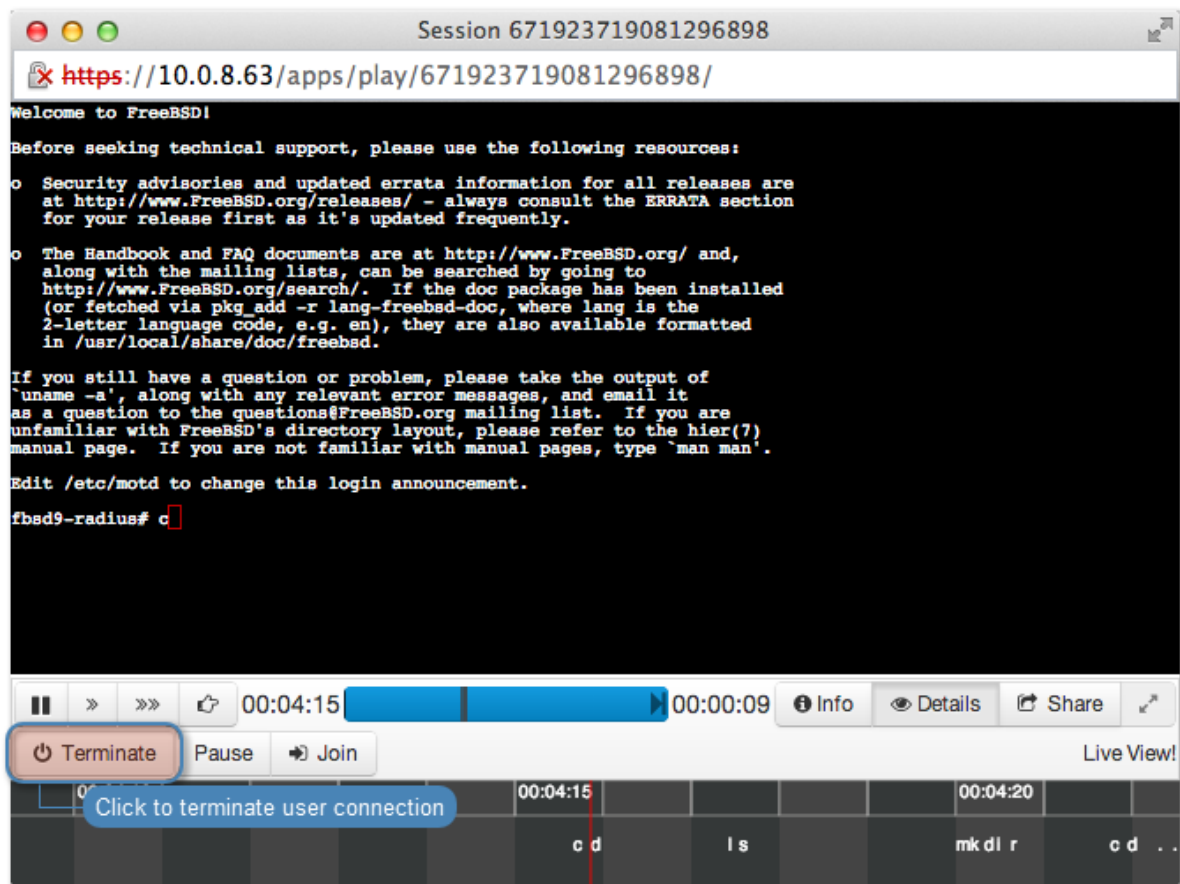 Session 671923719081296898
https://10.0.8.63/apps/play/671923719081296898/
Welcome to FreeBSD!
Before seeking technical support, please use the following resources:
o  Security advisories and updated errata information for all releases are
at http://www.FreeBSD.org/releases/ - always consult the ERRATA section
for your release first as it's updated frequently.
o  The Handbook and FAQ documents are at http://www.FreeBSD.org/ and,
along with the mailing lists, can be searched by going to
http://www.FreeBSD.org/search/.  If the doc package has been installed
(or fetched via pkg_add -r lang-freebsd-doc, where lang is the
2-letter language code, e.g. en), they are also available formatted
in /usr/local/share/doc/freebsd.
If you still have a question or problem, please take the output of
`uname -a', along with any relevant error messages, and email it
as a question to the questions@FreeBSD.org mailing list.  If you are
unfamiliar with FreeBSD's directory layout, please refer to the hier(7)
manual page.  If you are not familiar with manual pages, type `man man'.
Edit /etc/motd to change this login announcement.
fbsd9-radius# c
00:04:15 00:00:09 Info Details Share
Terminate Pause Join Live View!
00:04:15 00:04:20
Click to terminate user connection
cd ls mkdir cd ..